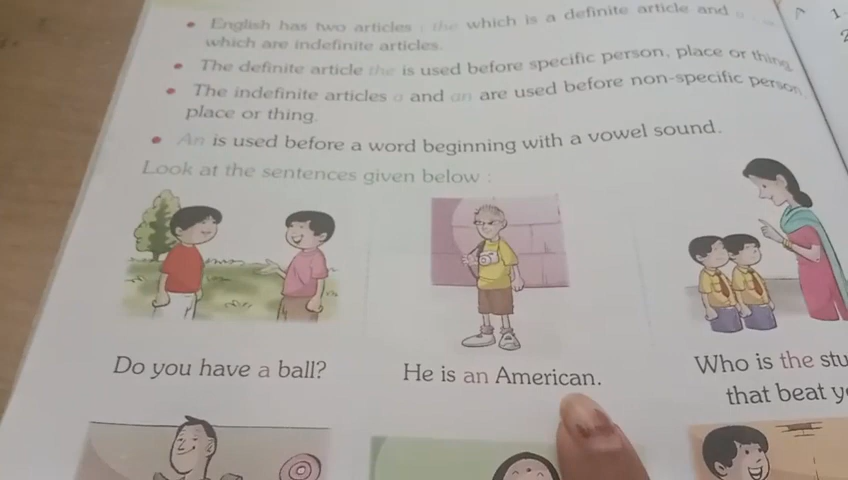 English has two articles : the which is a definite article and a
which are indefinite articles.
The definite article the is used before specific person, place or thing
The indefinite articles a and an are used before non-specific person,
place or thing.
An is used before a word beginning with a vowel sound.
Look at the sentences given below :
Do you have a ball?
He is an American.
Who is the stu
that beat y
1
2